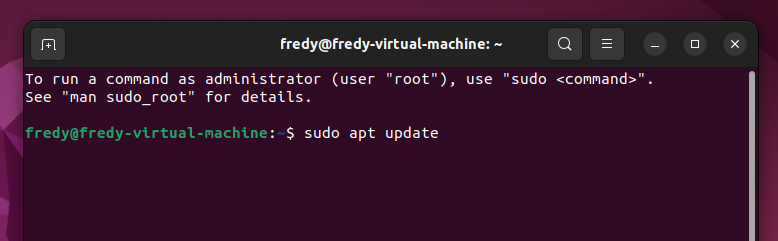 fredy@fredy-virtual-machine: ~
To run a command as administrator (user "root"), use "sudo <command>".
See "man sudo_root" for details.
fredy@fredy-virtual-machine:~$ sudo apt update